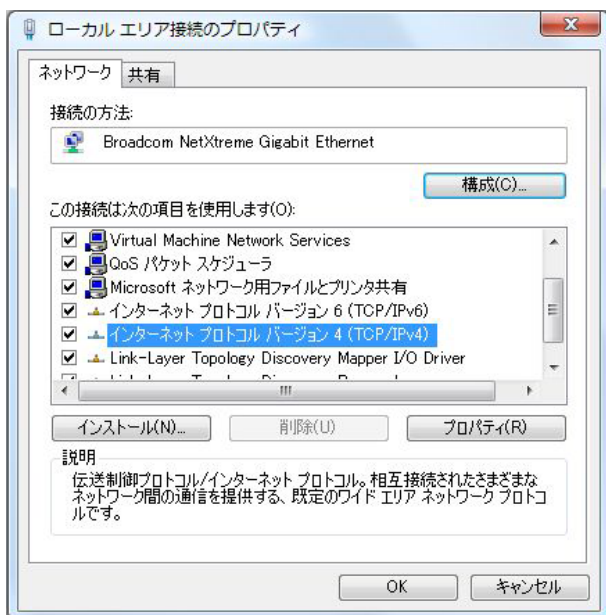 ローカル エリア接続のプロパティ
ネットワーク 共有
接続の方法:
Broadcom NetXtreme Gigabit Ethernet
構成(C)...
この接続は次の項目を使用します(O):
Virtual Machine Network Services
QoS パケット スケジューラ
Microsoft ネットワーク用ファイルとプリンタ共有
インターネット プロトコル バージョン 6 (TCP/IPv6)
インターネット プロトコル バージョン 4 (TCP/IPv4)
Link-Layer Topology Discovery Mapper I/O Driver
インストール(N)... 削除(U) プロパティ(R)
説明
伝送制御プロトコル/インターネット プロトコル。相互接続されたさまざまな
ネットワーク間の通信を提供する、既定のワイド エリア ネットワーク プロトコ
ルです。
OK キャンセル